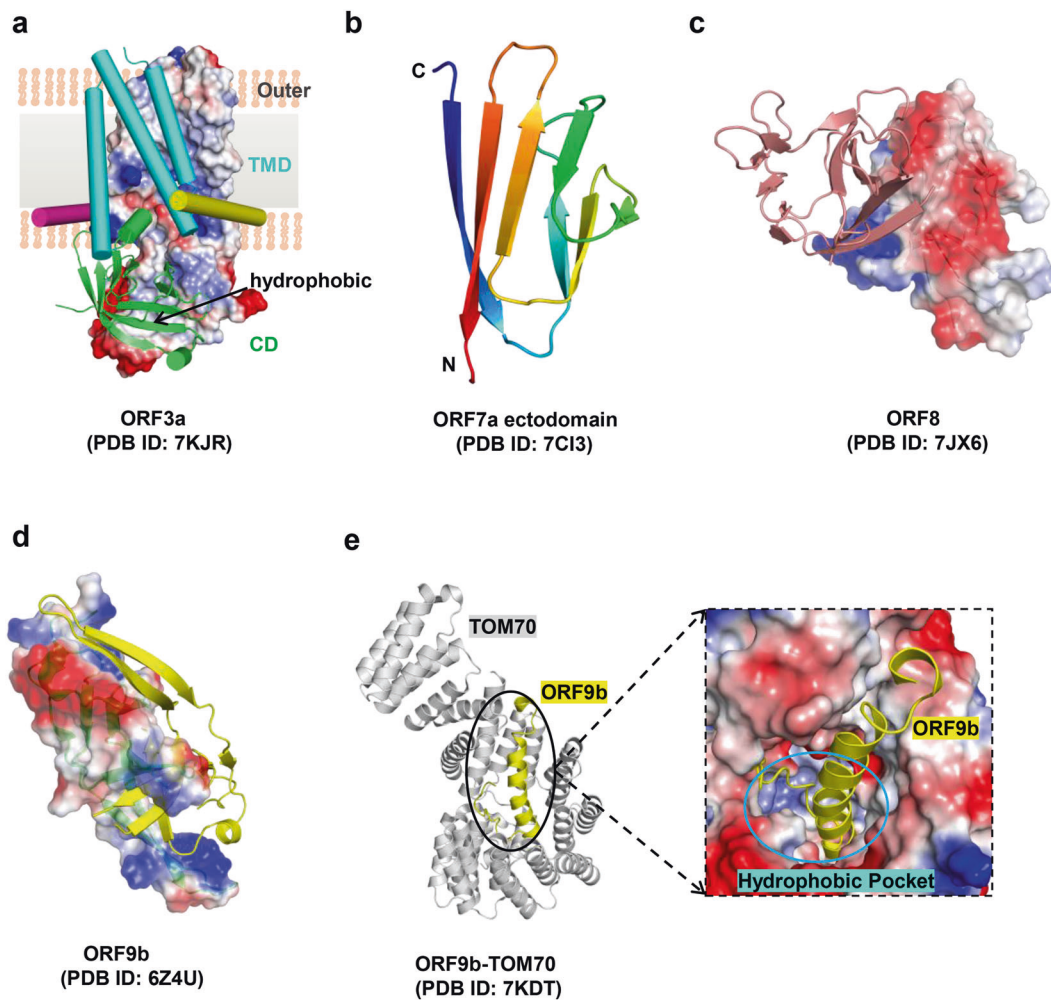 a
Outer
TMD
hydrophobic
CD
ORF3a
(PDB ID: 7KJR)
b
C
N
ORF7a ectodomain
(PDB ID: 7CI3)
c
ORF8
(PDB ID: 7JX6)
d
ORF9b
(PDB ID: 6Z4U)
e
TOM70
ORF9b
ORF9b-TOM70
(PDB ID: 7KDT)
ORF9b
Hydrophobic Pocket